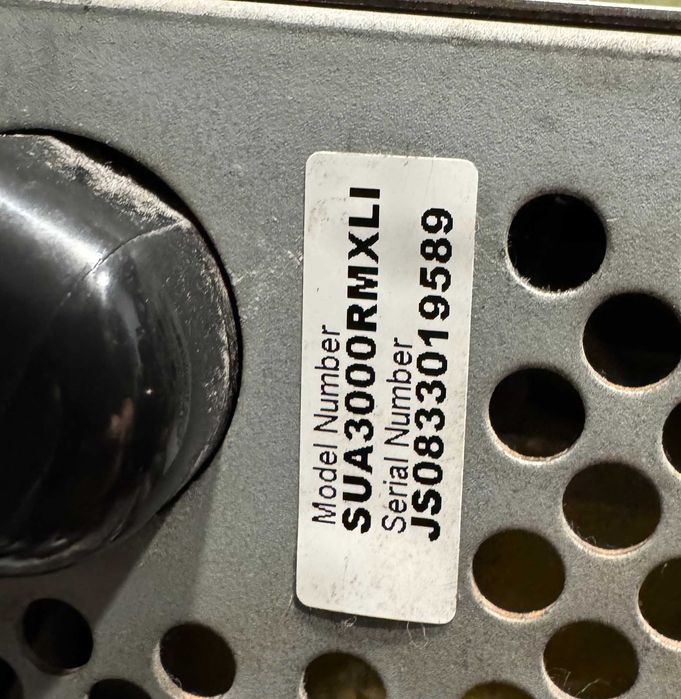 Model Number
SUA3000RMXLI
Serial Number
JS0833019589